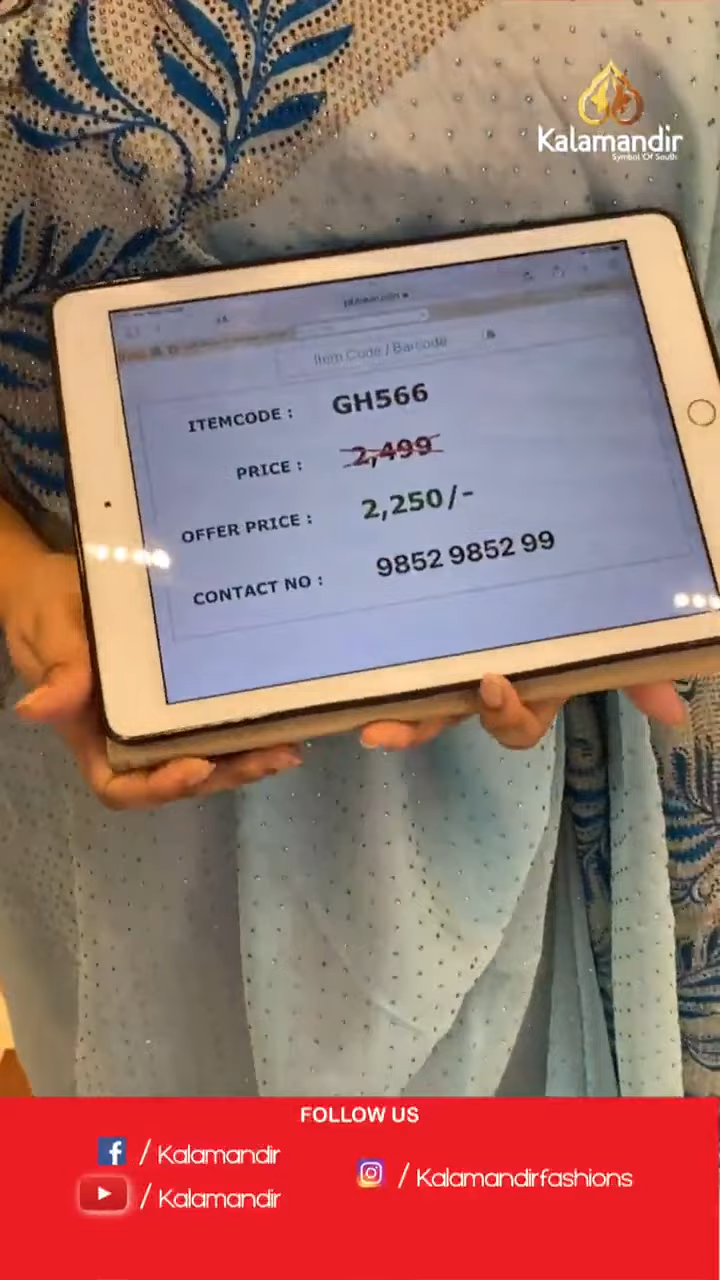 Kalamandir
Symbol Of South
Item Code / Barcode
ITEMCODE : GH566
PRICE : 2,499
OFFER PRICE : 2,250/-
CONTACT NO : 9852 9852 99
FOLLOW US
/ Kalamandir
/ Kalamandir
/ Kalamandirfashions